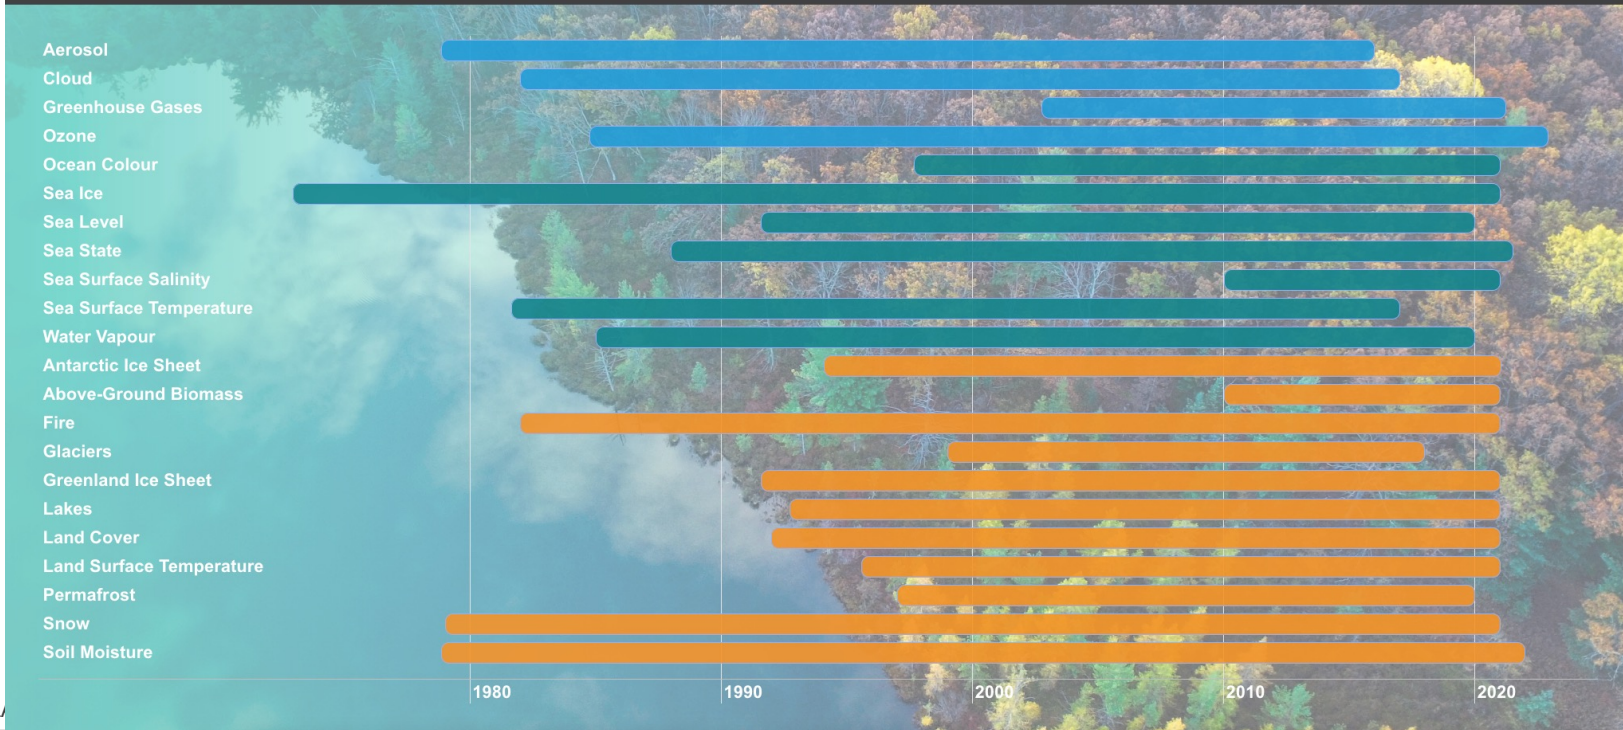 Aerosol
Cloud
Greenhouse Gases
Ozone
Ocean Colour
Sea Ice
Sea Level
Sea State
Sea Surface Salinity
Sea Surface Temperature
Water Vapour
Antarctic Ice Sheet
Above-Ground Biomass
Fire
Glaciers
Greenland Ice Sheet
Lakes
Land Cover
Land Surface Temperature
Permafrost
Snow
Soil Moisture
1980 1990 2000 2010 2020